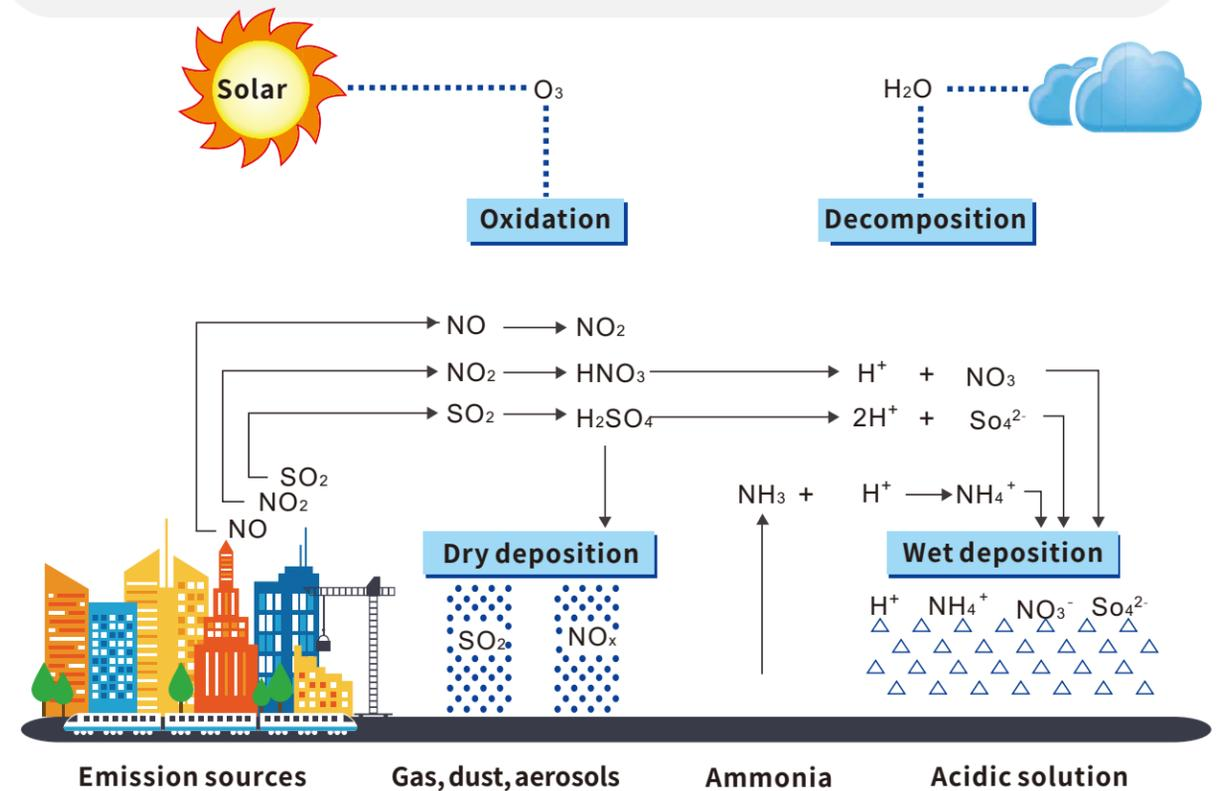 Solar
O₃
H₂O
Oxidation
Decomposition
NO NO₂
NO₂ HNO₃ H⁺ + NO₃
SO₂ H₂SO₄ 2H⁺ + So₄²⁻
SO₂
NO₂
NO
NH₃ + H⁺ NH₄⁺
Dry deposition
Wet deposition
H⁺ NH₄⁺ NO₃⁻ So₄²⁻
SO₂ NOₓ
Emission sources
Gas, dust, aerosols
Ammonia
Acidic solution